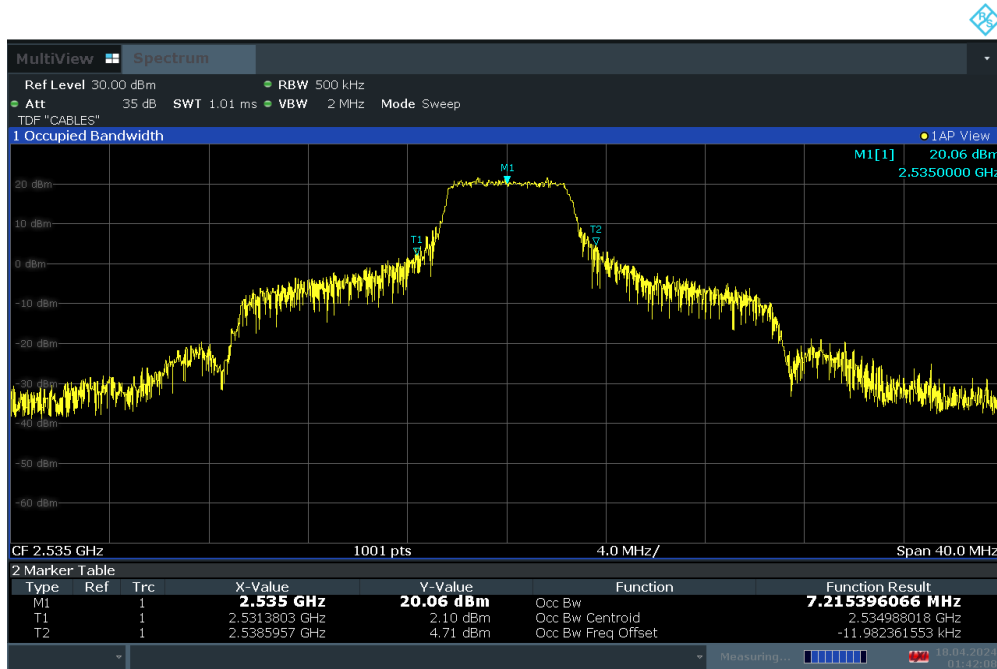 R&S
MultiView Spectrum
Ref Level 30.00 dBm RBW 500 kHz
Att 35 dB SWT 1.01 ms VBW 2 MHz Mode Sweep
TDF "CABLES"
1 Occupied Bandwidth 1AP View
M1[1] 20.06 dBm
2.5350000 GHz
M1
20 dBm
10 dBm
T2
T1
0 dBm
-10 dBm
-20 dBm
-30 dBm
-40 dBm
-50 dBm
-60 dBm
CF 2.535 GHz 1001 pts 4.0 MHz/ Span 40.0 MHz
2 Marker Table
Type Ref Trc X-Value Y-Value Function Function Result
M1 1 2.535 GHz 20.06 dBm Occ Bw 7.215396066 MHz
T1 1 2.5313803 GHz 2.10 dBm Occ Bw Centroid 2.534988018 GHz
T2 1 2.5385957 GHz 4.71 dBm Occ Bw Freq Offset -11.982361553 kHz
Measuring... 18.04.2024